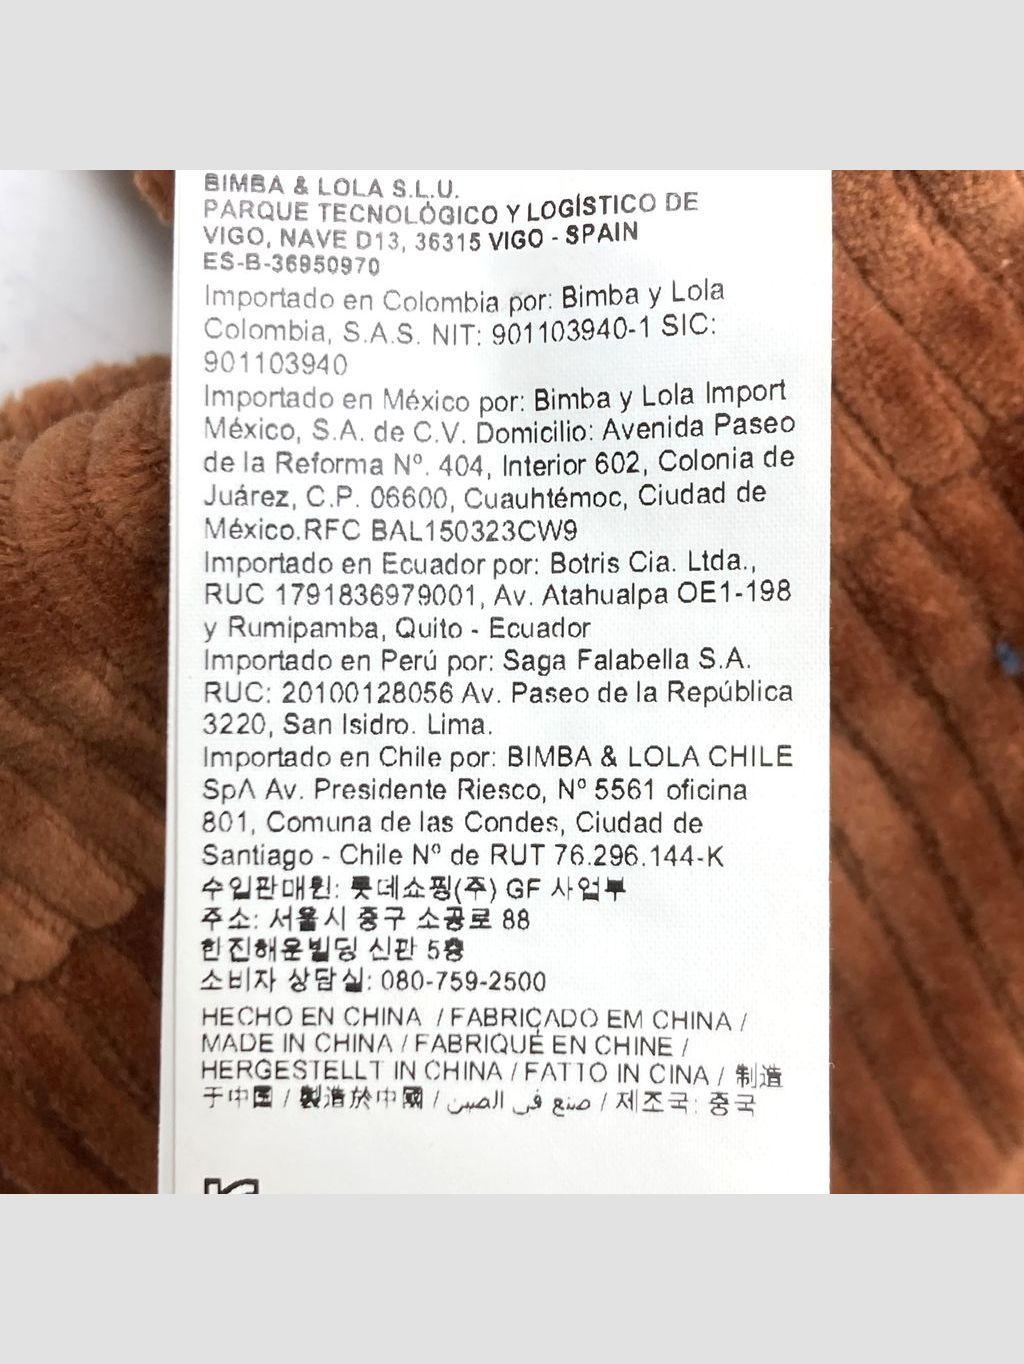 BIMBA & LOLA S.L.U.
PARQUE TECNOLÓGICO Y LOGÍSTICO DE
VIGO, NAVE D13, 36315 VIGO - SPAIN
ES-B-36950970
Importado en Colombia por: Bimba y Lola
Colombia, S.A.S. NIT: 901103940-1 SIC:
901103940
Importado en México por: Bimba y Lola Import
México, S.A. de C.V. Domicilio: Avenida Paseo
de la Reforma Nº. 404, Interior 602, Colonia de
Juárez, C.P. 06600, Cuauhtémoc, Ciudad de
México.RFC BAL150323CW9
Importado en Ecuador por: Botris Cia. Ltda.,
RUC 1791836979001, Av. Atahualpa OE1-198
y Rumipamba, Quito - Ecuador
Importado en Perú por: Saga Falabella S.A.
RUC: 20100128056 Av. Paseo de la República
3220, San Isidro. Lima.
Importado en Chile por: BIMBA & LOLA CHILE
SpA Av. Presidente Riesco, Nº 5561 oficina
801, Comuna de las Condes, Ciudad de
Santiago - Chile Nº de RUT 76.296.144-K
수입판매원: 롯데쇼핑(주) GF 사업부
주소: 서울시 중구 소공로 88
한진해운빌딩 신관 5층
소비자 상담실: 080-759-2500
HECHO EN CHINA / FABRICADO EM CHINA /
MADE IN CHINA / FABRIQUÉ EN CHINE /
HERGESTELLT IN CHINA / FATTO IN CINA / 制造
于中国 / 製造於中國 / صنع في الصين / 제조국: 중국